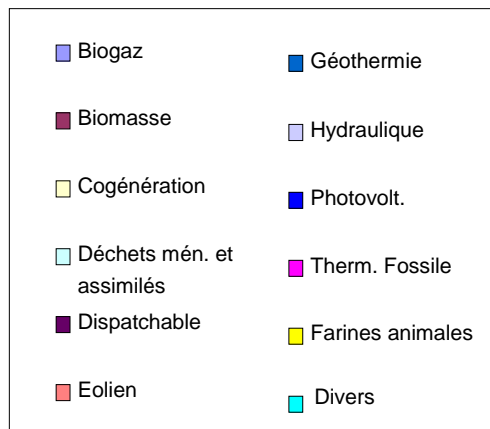 Biogaz
Biomasse
Cogénération
Déchets mén. et
assimilés
Dispatchable
Eolien
Géothermie
Hydraulique
Photovolt.
Therm. Fossile
Farines animales
Divers